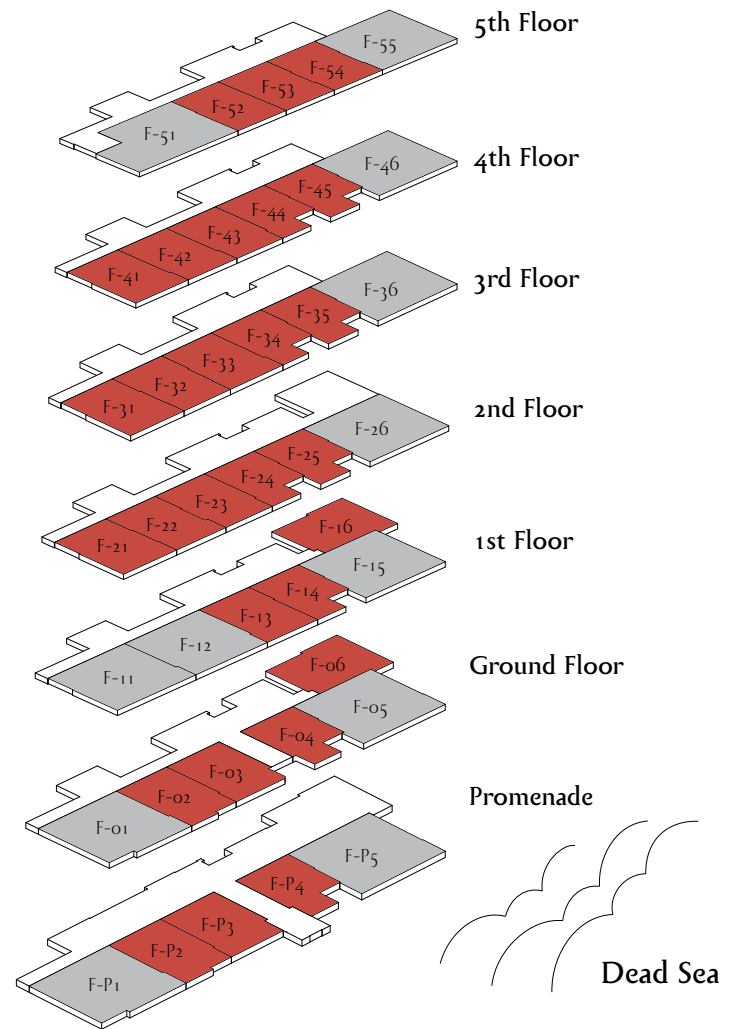 5th Floor
F-55
F-54
F-53
F-52
F-51
4th Floor
F-46
F-45
F-44
F-43
F-42
F-41
3rd Floor
F-36
F-35
F-34
F-33
F-32
F-31
2nd Floor
F-26
F-25
F-24
F-23
F-22
F-21
1st Floor
F-16
F-15
F-14
F-13
F-12
F-11
Ground Floor
F-06
F-05
F-04
F-03
F-02
F-01
Promenade
F-P5
F-P4
F-P3
F-P2
F-P1
Dead Sea